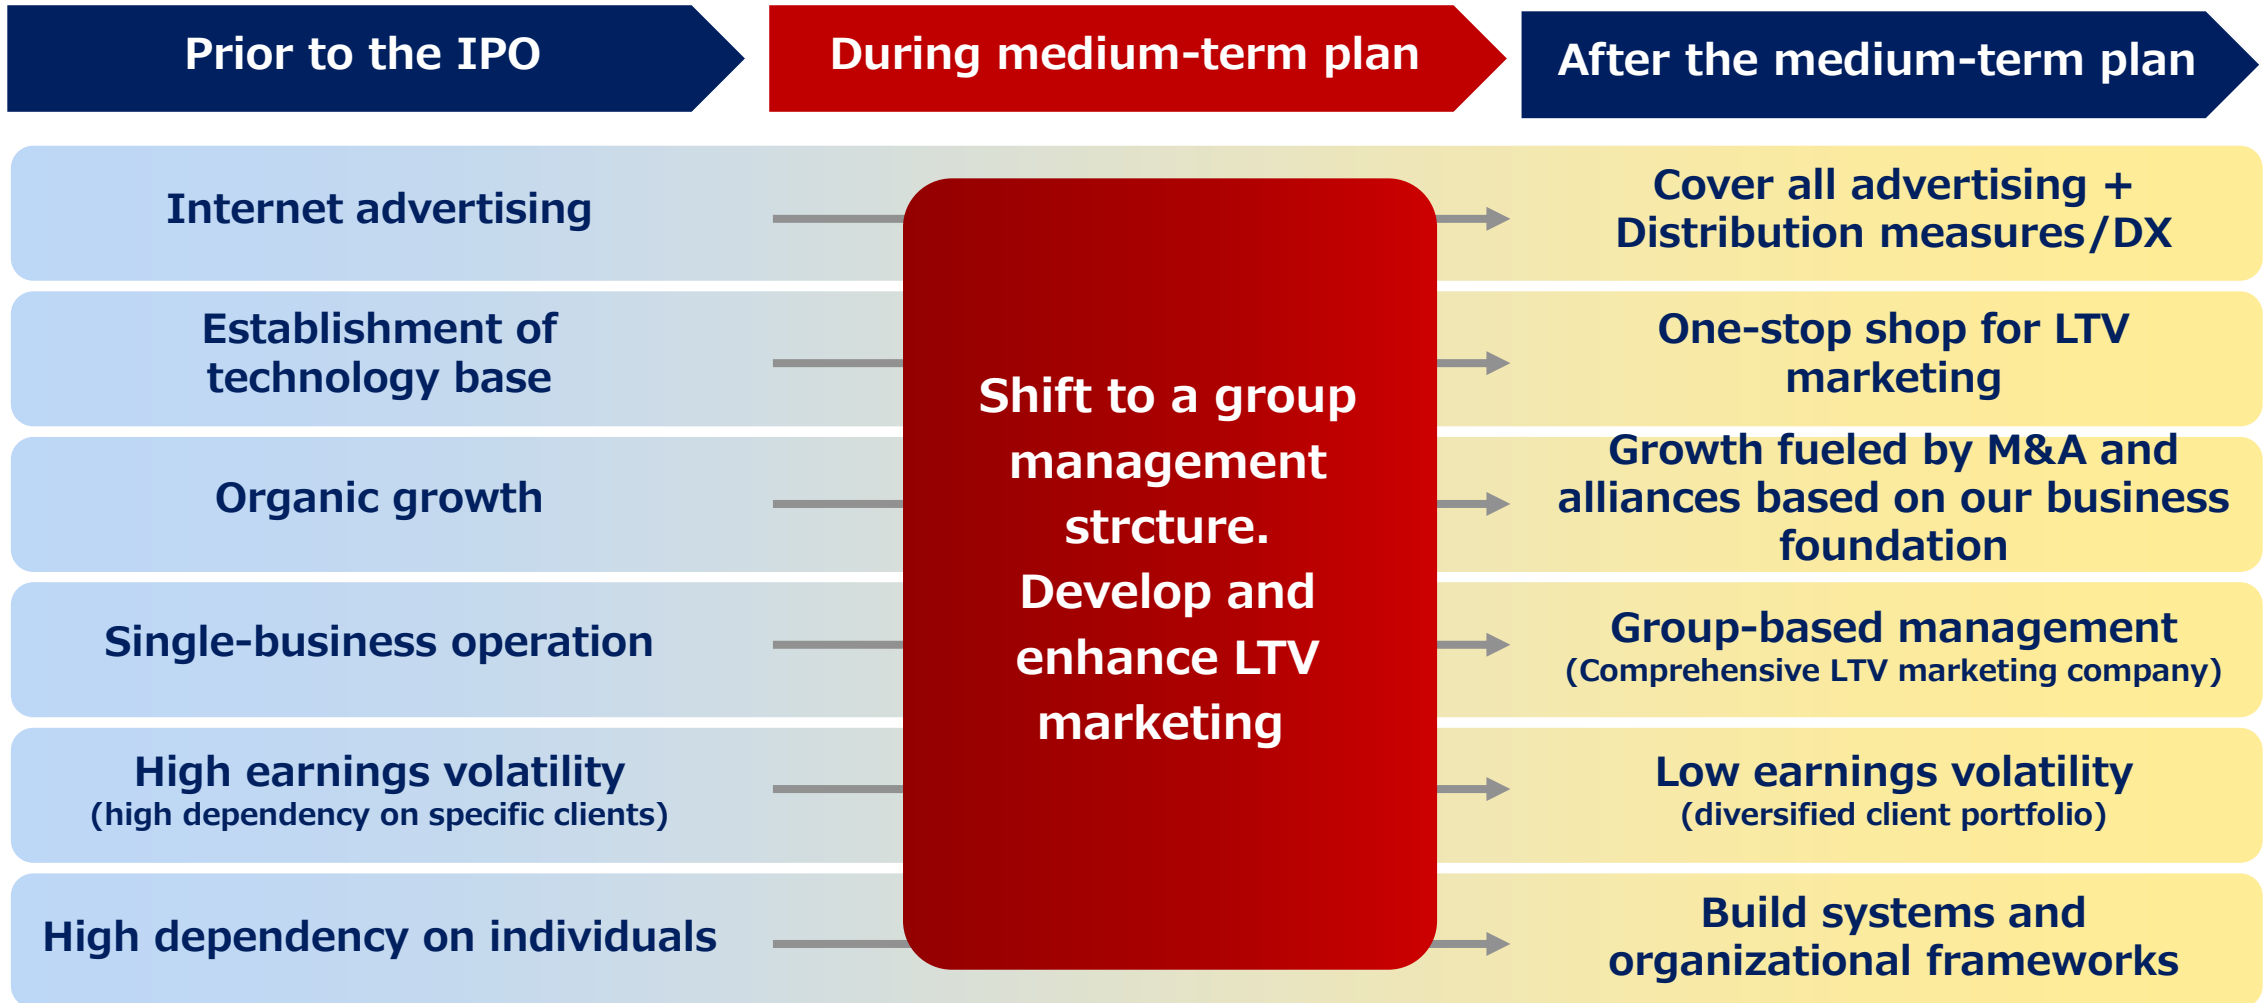 Prior to the IPO
During medium-term plan
After the medium-term plan
Internet advertising
Cover all advertising +
Distribution measures/DX
Establishment of
technology base
One-stop shop for LTV
marketing
Organic growth
Growth fueled by M&A and
alliances based on our business
foundation
Single-business operation
Group-based management
(Comprehensive LTV marketing company)
High earnings volatility
(high dependency on specific clients)
Low earnings volatility
(diversified client portfolio)
High dependency on individuals
Build systems and
organizational frameworks
Shift to a group
management
strcture.
Develop and
enhance LTV
marketing